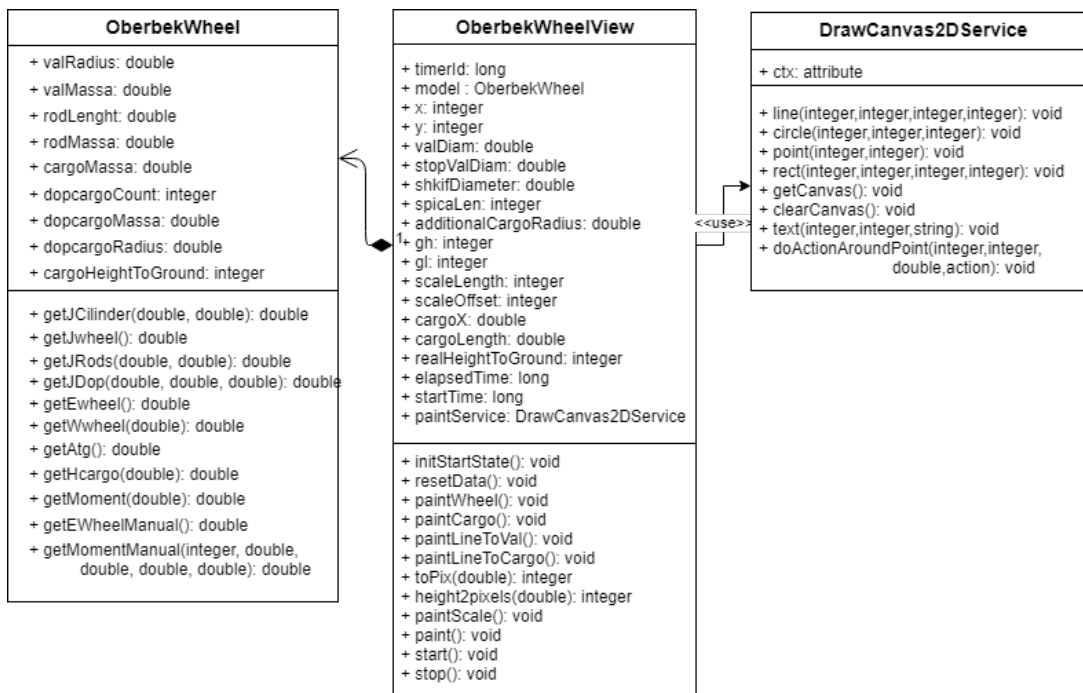 OberbekWheel
+ valRadius: double
+ valMassa: double
+ rodLenght: double
+ rodMassa: double
+ cargoMassa: double
+ dopcargoCount: integer
+ dopcargoMassa: double
+ dopcargoRadius: double
+ cargoHeightToGround: integer
+ getJCilinder(double, double): double
+ getJwheel(): double
+ getJRods(double, double): double
+ getJDop(double, double, double): double
+ getEwheel(): double
+ getWwheel(double): double
+ getAtg(): double
+ getHcargo(double): double
+ getMoment(double): double
+ getEWheelManual(): double
+ getMomentManual(integer, double,
double, double, double): double
1
OberbekWheelView
+ timerId: long
+ model : OberbekWheel
+ x: integer
+ y: integer
+ valDiam: double
+ stopValDiam: double
+ shkifDiameter: double
+ spicaLen: integer
+ additionalCargoRadius: double
+ gh: integer
+ gl: integer
+ scaleLength: integer
+ scaleOffset: integer
+ cargoX: double
+ cargoLength: double
+ realHeightToGround: integer
+ elapsedTime: long
+ startTime: long
+ paintService: DrawCanvas2DService
+ initStartState(): void
+ resetData(): void
+ paintWheel(): void
+ paintCargo(): void
+ paintLineToVal(): void
+ paintLineToCargo(): void
+ toPix(double): integer
+ height2pixels(double): integer
+ paintScale(): void
+ paint(): void
+ start(): void
+ stop(): void
<<use>>
DrawCanvas2DService
+ ctx: attribute
+ line(integer,integer,integer,integer): void
+ circle(integer,integer,integer): void
+ point(integer,integer): void
+ rect(integer,integer,integer,integer): void
+ getCanvas(): void
+ clearCanvas(): void
+ text(integer,integer,string): void
+ doActionAroundPoint(integer,integer,
double,action): void